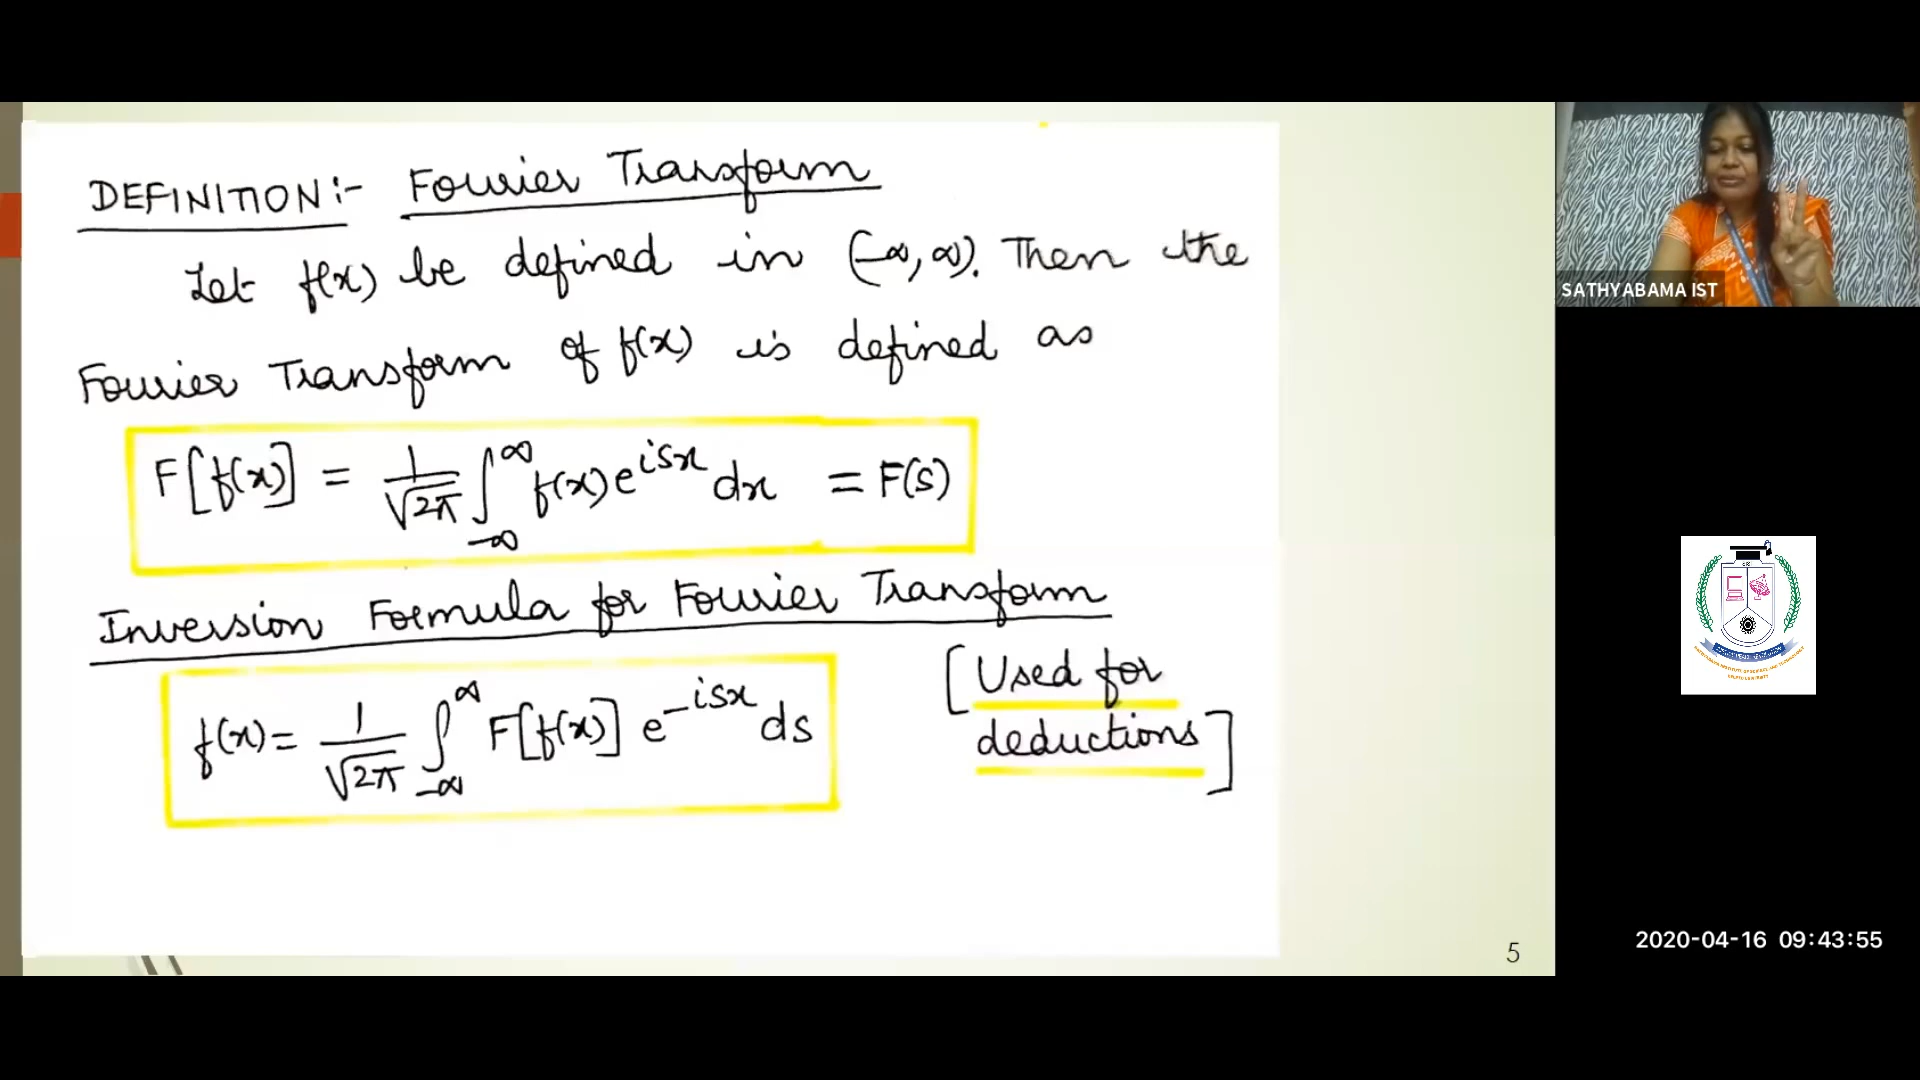 DEFINITION:- Fourier Transform
Let f(x) be defined in (-∞, ∞). Then the
Fourier Transform of f(x) is defined as
F[f(x)] = 1/√2π ∫_{-∞}^{∞} f(x) e^{isx} dx = F(s)
Inversion Formula for Fourier Transform
f(x) = 1/√2π ∫_{-∞}^{∞} F[f(x)] e^{-isx} ds
[Used for
deductions]
5
SATHYABAMA IST
2020-04-16 09:43:55